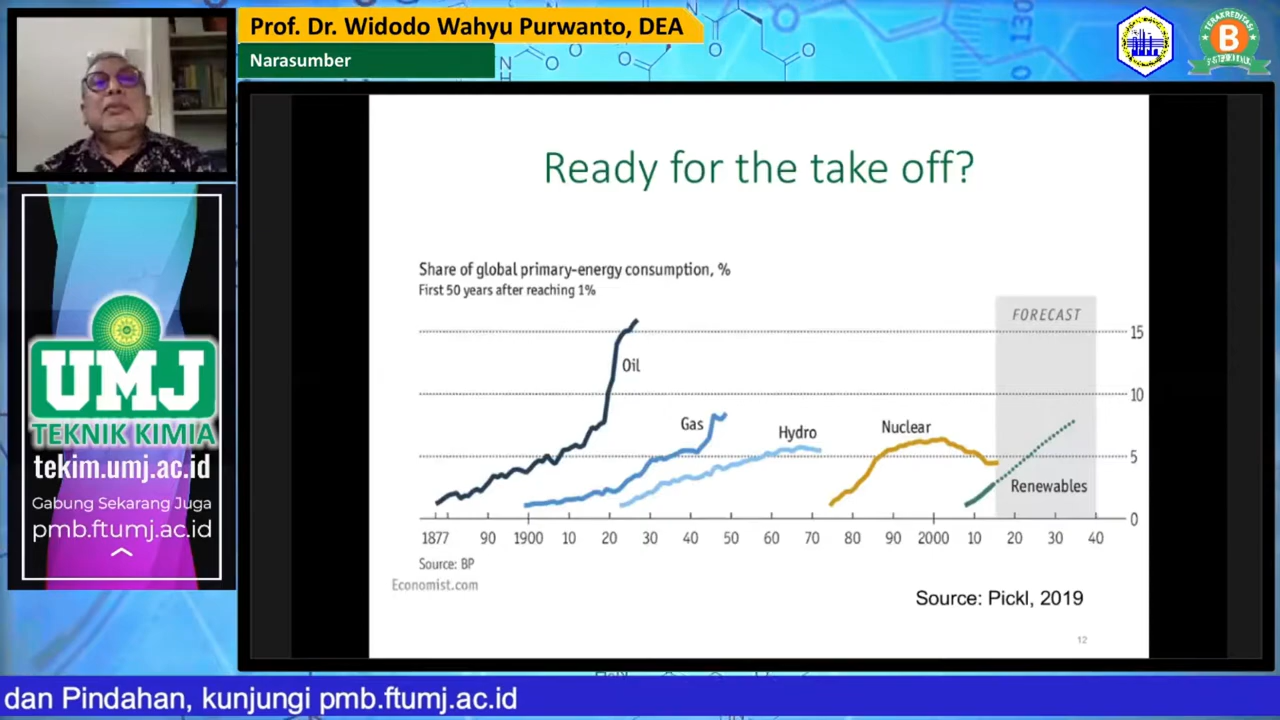 Prof. Dr. Widodo Wahyu Purwanto, DEA
Narasumber
TERAKREDITASI
B
UMJ
TEKNIK KIMIA
tekim.umj.ac.id
Gabung Sekarang Juga
pmb.ftumj.ac.id
Ready for the take off?
Share of global primary-energy consumption, %
First 50 years after reaching 1%
FORECAST
15
Oil
10
Gas
Hydro
Nuclear
5
Renewables
0
1877 90 1900 10 20 30 40 50 60 70 80 90 2000 10 20 30 40
Source: BP
Economist.com
Source: Pickl, 2019
12
dan Pindahan, kunjungi pmb.ftumj.ac.id